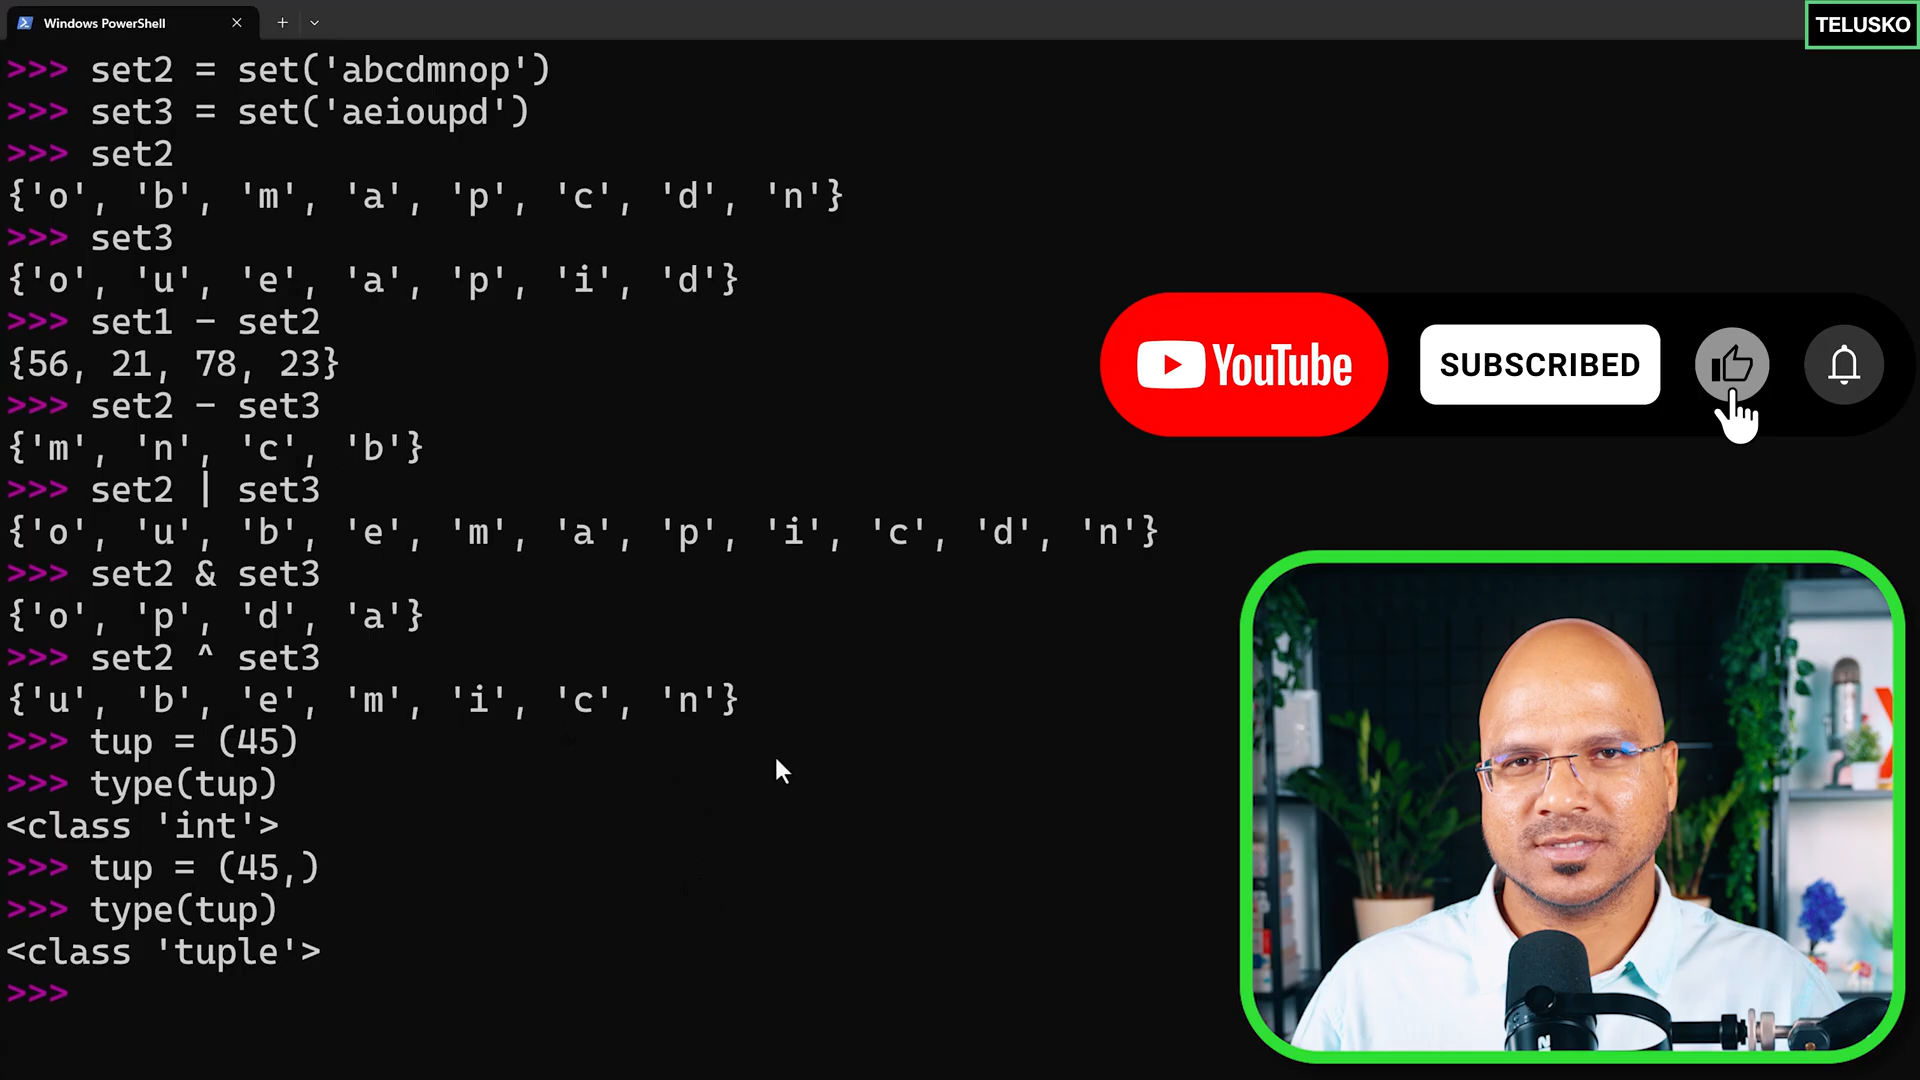 Windows PowerShell
TELUSKO
>>> set2 = set('abcdmnop')
>>> set3 = set('aeioupd')
>>> set2
{'o', 'b', 'm', 'a', 'p', 'c', 'd', 'n'}
>>> set3
{'o', 'u', 'e', 'a', 'p', 'i', 'd'}
>>> set1 - set2
{56, 21, 78, 23}
>>> set2 - set3
{'m', 'n', 'c', 'b'}
>>> set2 | set3
{'o', 'u', 'b', 'e', 'm', 'a', 'p', 'i', 'c', 'd', 'n'}
>>> set2 & set3
{'o', 'p', 'd', 'a'}
>>> set2 ^ set3
{'u', 'b', 'e', 'm', 'i', 'c', 'n'}
>>> tup = (45)
>>> type(tup)
<class 'int'>
>>> tup = (45,)
>>> type(tup)
<class 'tuple'>
>>>
YouTube
SUBSCRIBED